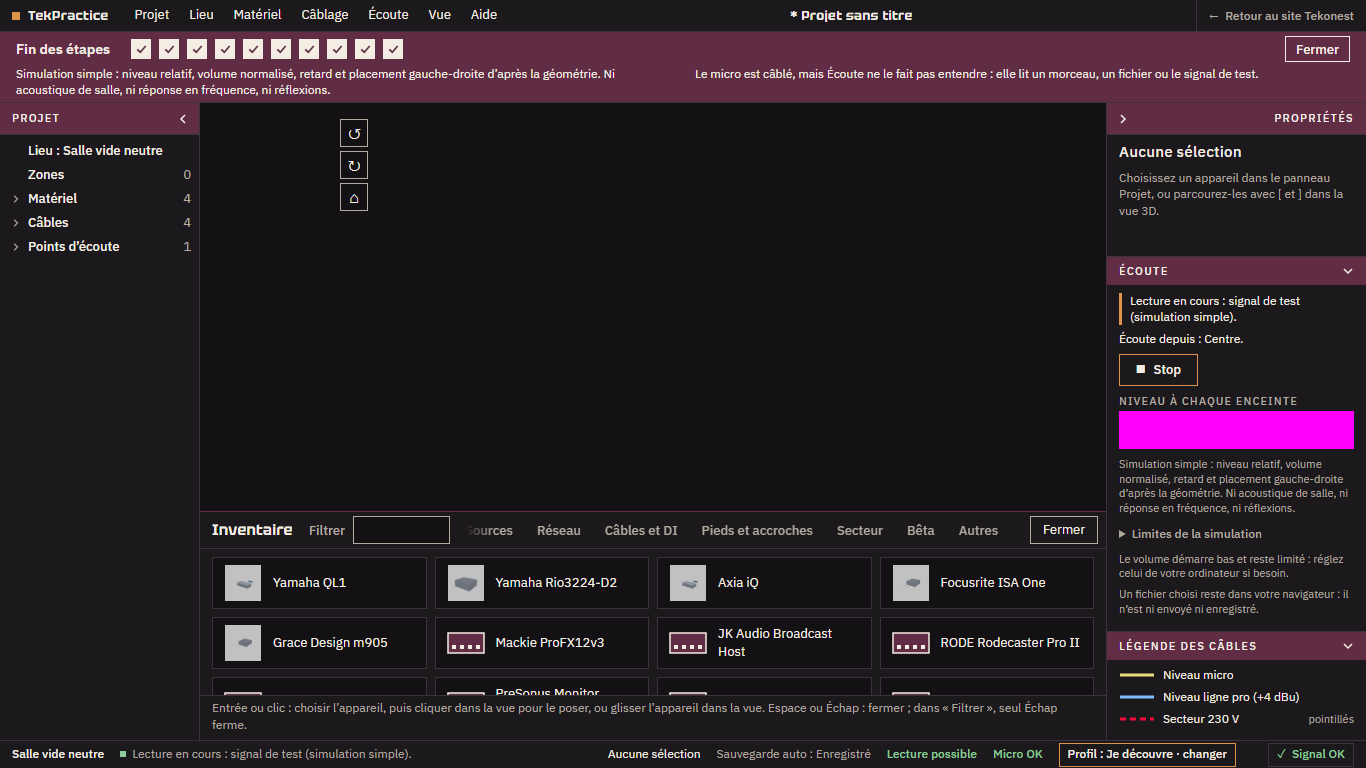 TekPractice
Projet Lieu Matériel Câblage Écoute Vue Aide
* Projet sans titre
← Retour au site Tekonest
Fin des étapes
Fermer
Simulation simple : niveau relatif, volume normalisé, retard et placement gauche-droite d’après la géométrie. Ni
acoustique de salle, ni réponse en fréquence, ni réflexions.
Le micro est câblé, mais Écoute ne le fait pas entendre : elle lit un morceau, un fichier ou le signal de test.
PROJET
Lieu : Salle vide neutre
Zones 0
Matériel 4
Câbles 4
Points d’écoute 1
PROPRIÉTÉS
Aucune sélection
Choisissez un appareil dans le panneau
Projet, ou parcourez-les avec [ et ] dans la
vue 3D.
ÉCOUTE
Lecture en cours : signal de test
(simulation simple).
Écoute depuis : Centre.
Stop
NIVEAU À CHAQUE ENCEINTE
Simulation simple : niveau relatif, volume
normalisé, retard et placement gauche-droite
d’après la géométrie. Ni acoustique de salle, ni
réponse en fréquence, ni réflexions.
Limites de la simulation
Le volume démarre bas et reste limité : réglez
celui de votre ordinateur si besoin.
Un fichier choisi reste dans votre navigateur : il
n’est ni envoyé ni enregistré.
LÉGENDE DES CÂBLES
Niveau micro
Niveau ligne pro (+4 dBu)
Secteur 230 V pointillés
Inventaire Filtrer Sources Réseau Câbles et DI Pieds et accroches Secteur Bêta Autres Fermer
Yamaha QL1
Yamaha Rio3224-D2
Axia iQ
Focusrite ISA One
Grace Design m905
Mackie ProFX12v3
JK Audio Broadcast
Host
RODE Rodecaster Pro II
PreSonus Monitor
Entrée ou clic : choisir l’appareil, puis cliquer dans la vue pour le poser, ou glisser l’appareil dans la vue. Espace ou Échap : fermer ; dans « Filtrer », seul Échap
ferme.
Salle vide neutre Lecture en cours : signal de test (simulation simple). Aucune sélection Sauvegarde auto : Enregistré Lecture possible Micro OK Profil : Je découvre · changer ✓ Signal OK